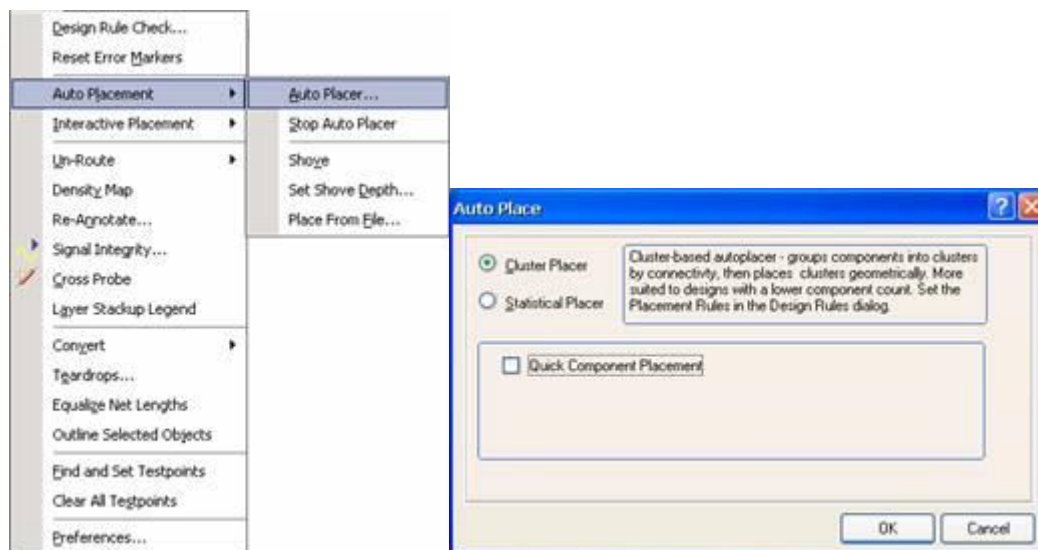 Design Rule Check...
Reset Error Markers
Auto Placement
Interactive Placement
Un-Route
Density Map
Re-Annotate...
Signal Integrity...
Cross Probe
Layer Stackup Legend
Convert
Teardrops...
Equalize Net Lengths
Outline Selected Objects
Find and Set Testpoints
Clear All Testpoints
Preferences...
Auto Placer...
Stop Auto Placer
Shove
Set Shove Depth...
Place From File...
Auto Place
Cluster Placer
Statistical Placer
Cluster-based autoplacer - groups components into clusters
by connectivity, then places clusters geometrically. More
suited to designs with a lower component count. Set the
Placement Rules in the Design Rules dialog.
Quick Component Placement
OK
Cancel